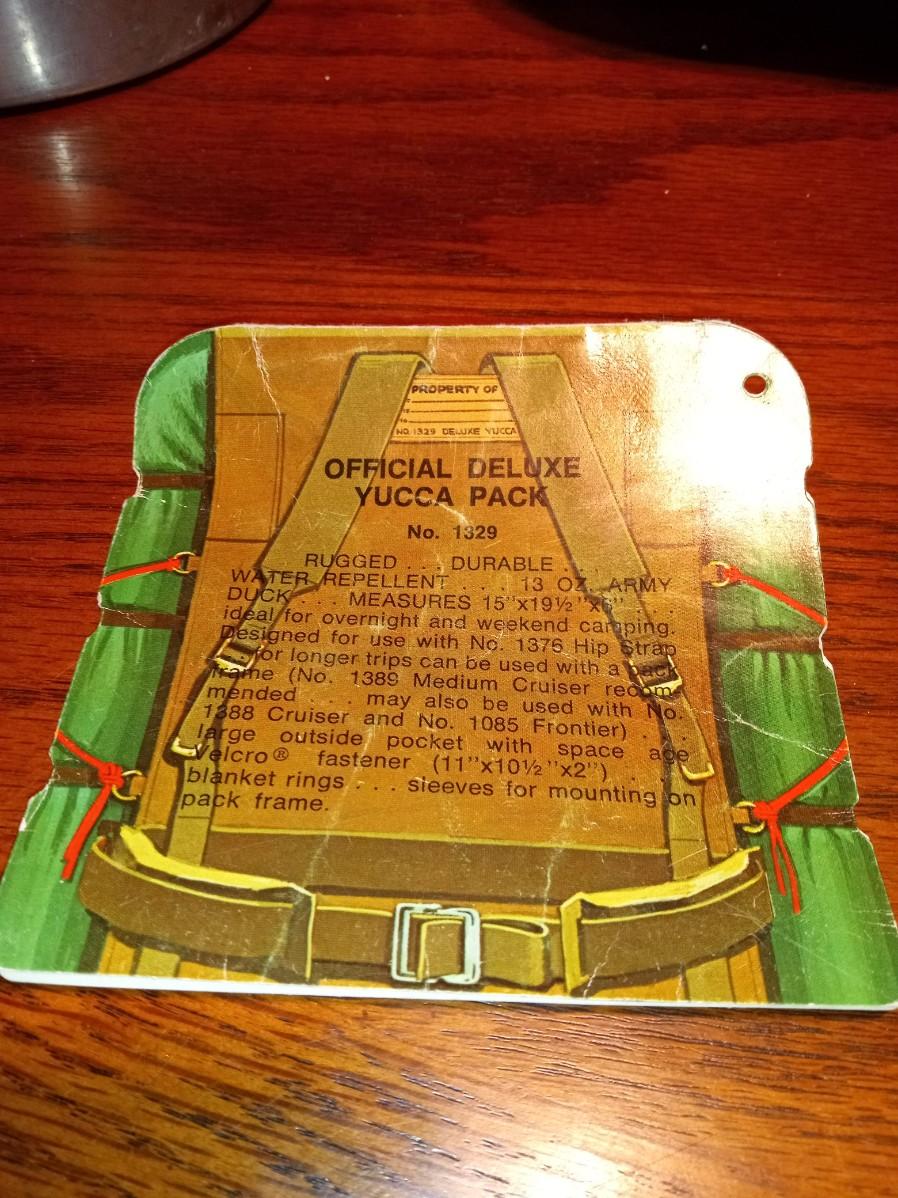 PROPERTY OF
NO. 1329 DELUXE YUCCA
OFFICIAL DELUXE
YUCCA PACK
No. 1329
RUGGED . . . DURABLE . . .
WATER REPELLENT . . . 13 OZ. ARMY
DUCK . . . MEASURES 15"x19½"x6" . . .
ideal for overnight and weekend camping.
Designed for use with No. 1376 Hip Strap
. . . or longer trips can be used with a pack
frame (No. 1389 Medium Cruiser recom-
mended . . . may also be used with No.
1388 Cruiser and No. 1085 Frontier) . . .
large outside pocket with space age
Velcro® fastener (11"x10½"x2") . . .
blanket rings . . . sleeves for mounting on
pack frame.